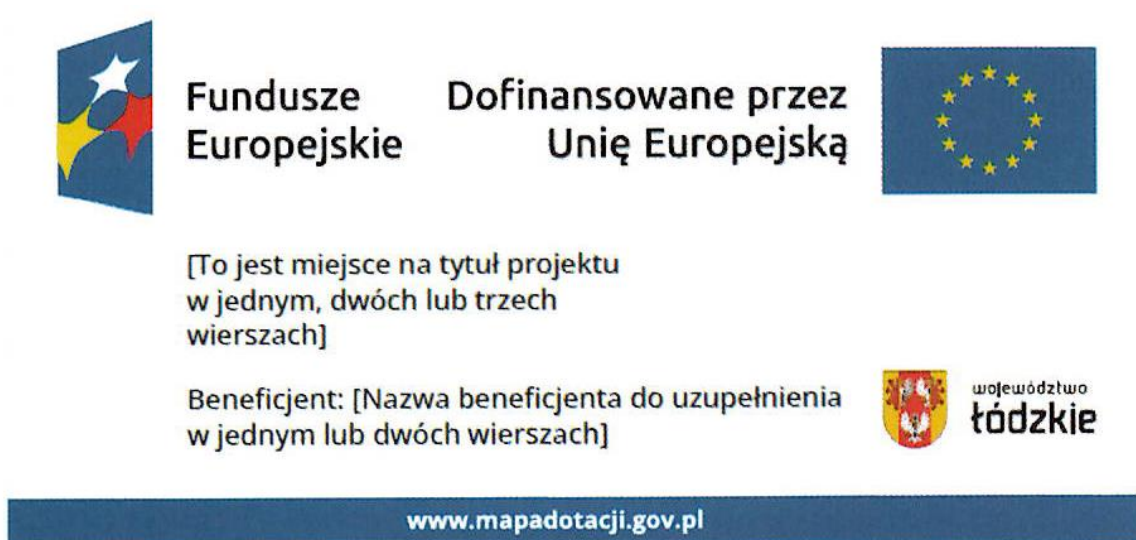 Fundusze
Europejskie
Dofinansowane przez
Unię Europejską
[To jest miejsce na tytuł projektu
w jednym, dwóch lub trzech
wierszach]
Beneficjent: [Nazwa beneficjenta do uzupełnienia
w jednym lub dwóch wierszach]
województwo
łódzkie
www.mapadotacji.gov.pl